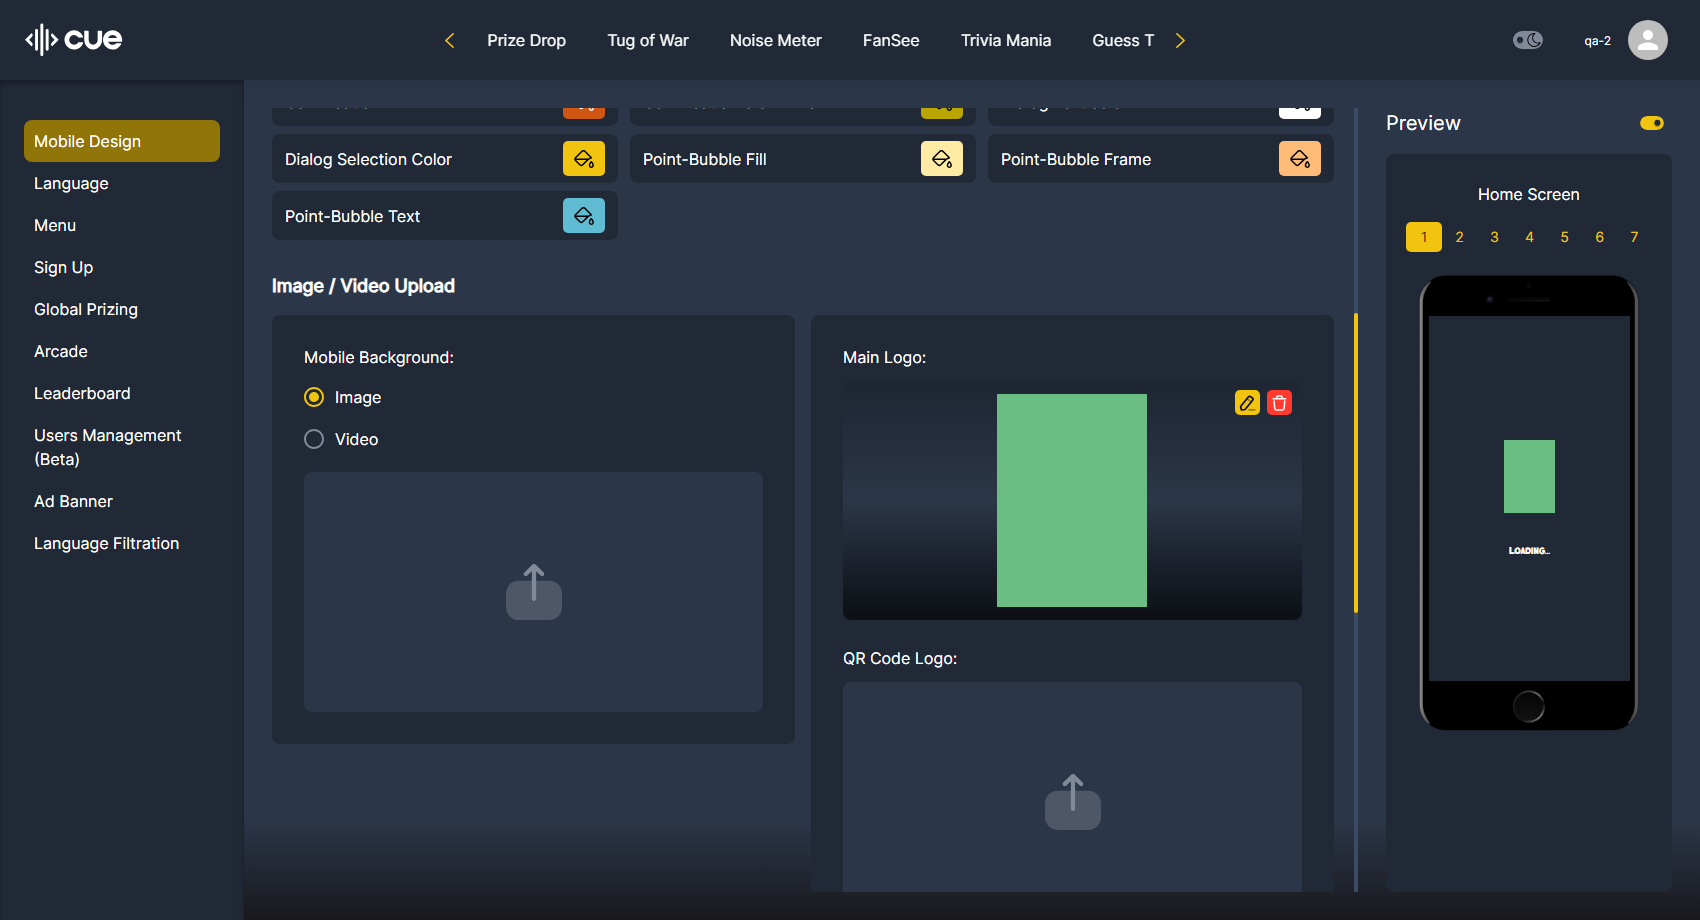 cue
Prize Drop
Tug of War
Noise Meter
FanSee
Trivia Mania
Guess T
qa-2
Mobile Design
Language
Menu
Sign Up
Global Prizing
Arcade
Leaderboard
Users Management
(Beta)
Ad Banner
Language Filtration
Dialog Selection Color
Point-Bubble Fill
Point-Bubble Frame
Point-Bubble Text
Image / Video Upload
Mobile Background:
Image
Video
Main Logo:
QR Code Logo:
Preview
Home Screen
1 2 3 4 5 6 7
LOADING...